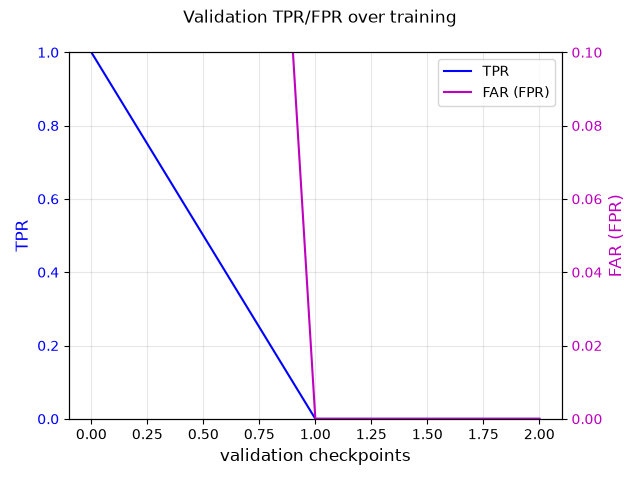 Validation TPR/FPR over training
TPR
FAR (FPR)
1.0
0.8
0.6
0.4
0.2
0.0
TPR
0.10
0.08
0.06
0.04
0.02
0.00
FAR (FPR)
0.00 0.25 0.50 0.75 1.00 1.25 1.50 1.75 2.00
validation checkpoints